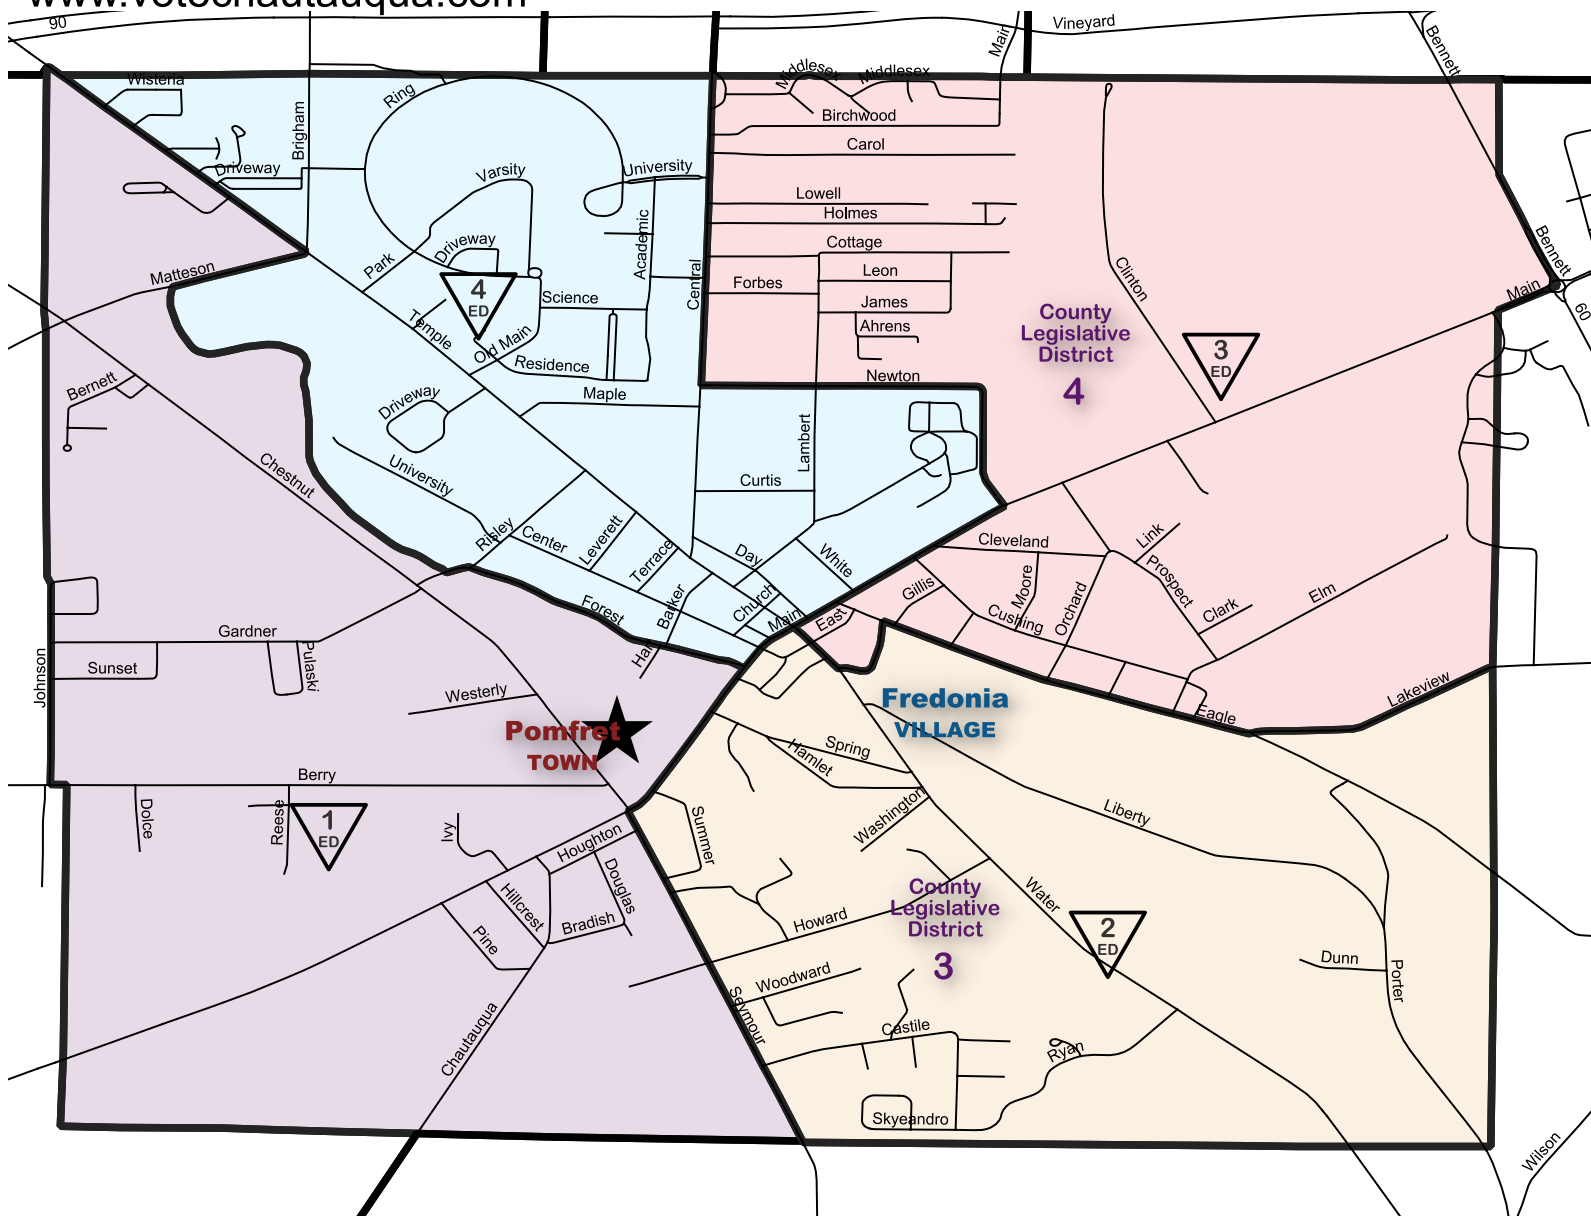 www.votechautauqua.com
90
Vineyard
Main
Bennett
Wisteria
Ring
Middlesex
Middlesex
Birchwood
Brigham
Carol
Driveway
Varsity
University
Lowell
Holmes
Academic
Cottage
Bennett
Driveway
Park
Matteson
Leon
Forbes
Central
Clinton
Main
4
ED
Science
James
60
Temple
Ahrens
County
Legislative
District
4
3
ED
Old Main
Residence
Newton
Bernett
Driveway
Maple
Lambert
Chestnut
University
Curtis
Risley
Center
Leverett
Terrace
Day
White
Cleveland
Link
Prospect
Moore
Gillis
Orchard
Clark
Elm
Forest
Barker
Church
Main
East
Cushing
Gardner
Sunset
Pulaski
Johnson
Westerly
Lakeview
Fredonia
VILLAGE
Eagle
Pomfret
TOWN
Spring
Hamlet
Berry
Dolce
Reese
1
ED
Ivy
Houghton
Summer
Washington
Liberty
Hillcrest
Douglas
Bradish
Pine
Howard
County
Legislative
District
3
Water
2
ED
Woodward
Dunn
Porter
Seymour
Castile
Ryan
Chautauqua
Skyeandro
Wilson